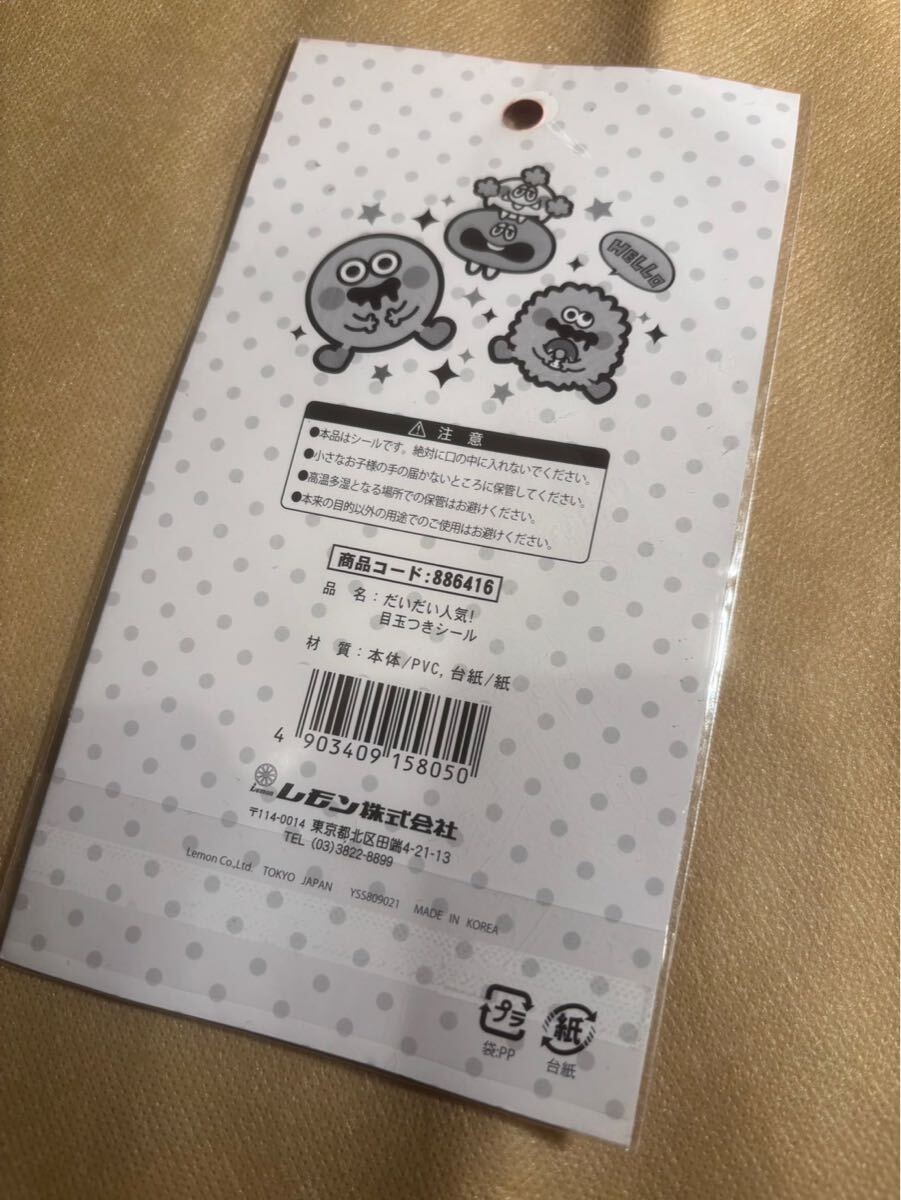 HELLO
注 意
●本品はシールです。絶対に口の中に入れないでください。
●小さなお子様の手の届かないところに保管してください。
●高温多湿となる場所での保管はお避けください。
●本来の目的以外の用途でのご使用はお避けください。
商品コード:886416
品 名:だいだい人気!
目玉つきシール
材 質:本体/PVC, 台紙/紙
4 903409 158050
Lemon レモン株式会社
〒114-0014 東京都北区田端4-21-13
TEL (03)3822-8699
Lemon Co.,Ltd. TOKYO JAPAN YSS809021 MADE IN KOREA
プラ 紙
袋:PP 台紙